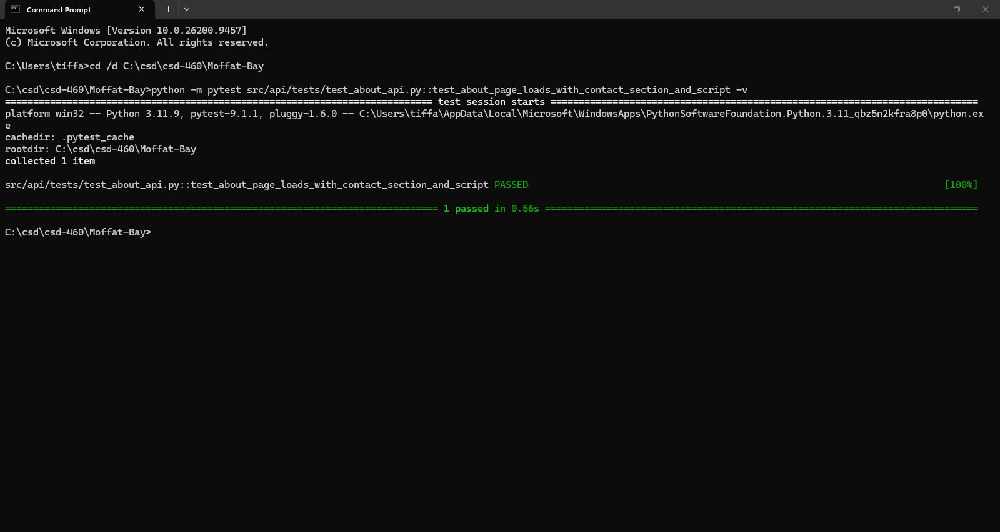 Command Prompt
Microsoft Windows [Version 10.0.26200.9457]
(c) Microsoft Corporation. All rights reserved.
C:\Users\tiffa>cd /d C:\csd\csd-460\Moffat-Bay
C:\csd\csd-460\Moffat-Bay>python -m pytest src/api/tests/test_about_api.py::test_about_page_loads_with_contact_section_and_script -v
============================================================================ test session starts ============================================================================
platform win32 -- Python 3.11.9, pytest-9.1.1, pluggy-1.6.0 -- C:\Users\tiffa\AppData\Local\Microsoft\WindowsApps\PythonSoftwareFoundation.Python.3.11_qbz5n2kfra8p0\python.ex
e
cachedir: .pytest_cache
rootdir: C:\csd\csd-460\Moffat-Bay
collected 1 item
src/api/tests/test_about_api.py::test_about_page_loads_with_contact_section_and_script PASSED [100%]
============================================================================= 1 passed in 0.56s =============================================================================
C:\csd\csd-460\Moffat-Bay>